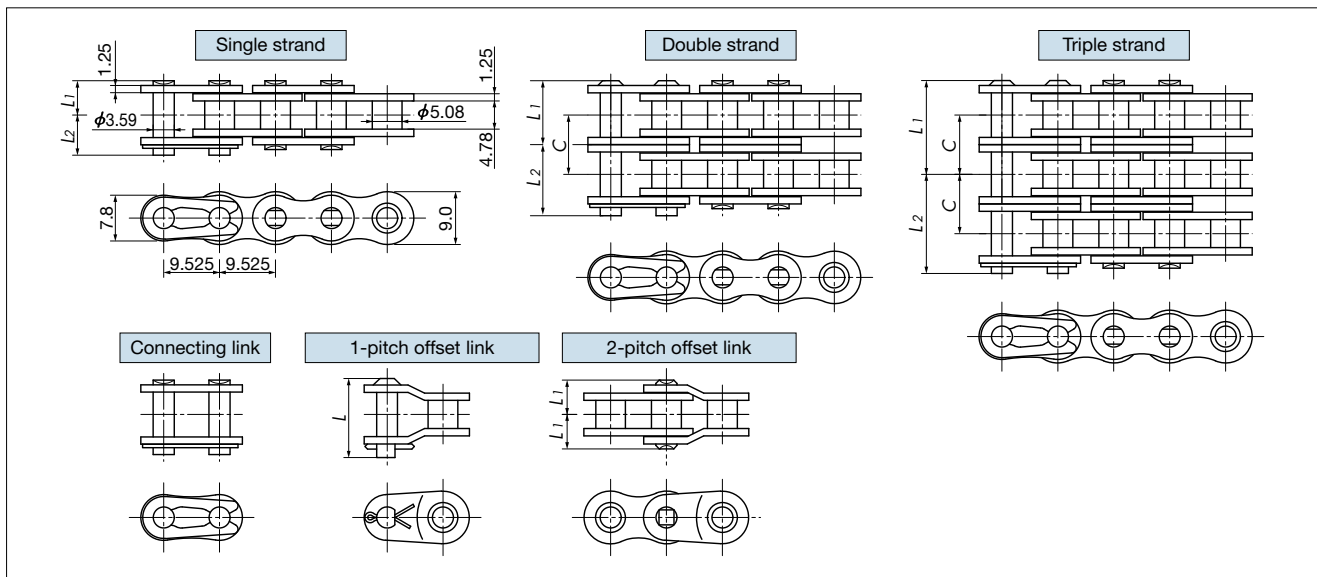 Single strand
Double strand
Triple strand
1.25
L1
L2
ϕ3.59
ϕ5.08
1.25
4.78
7.8
9.0
9.525
9.525
L1
C
L2
L1
C
C
L2
Connecting link
1-pitch offset link
2-pitch offset link
L
L1
L1